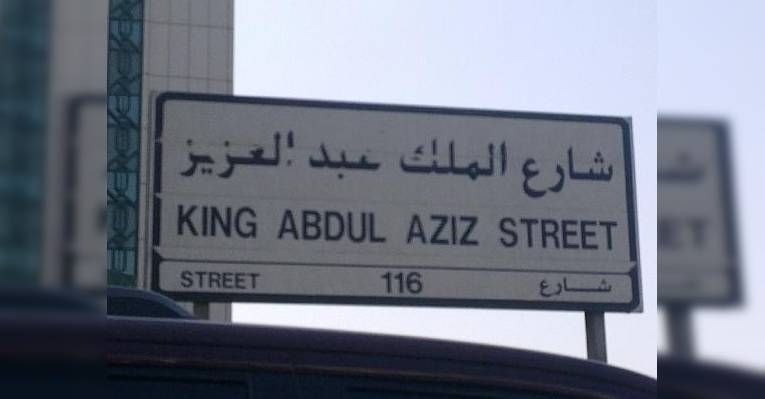 شارع الملك عبد العزيز
KING ABDUL AZIZ STREET
STREET 116 شارع